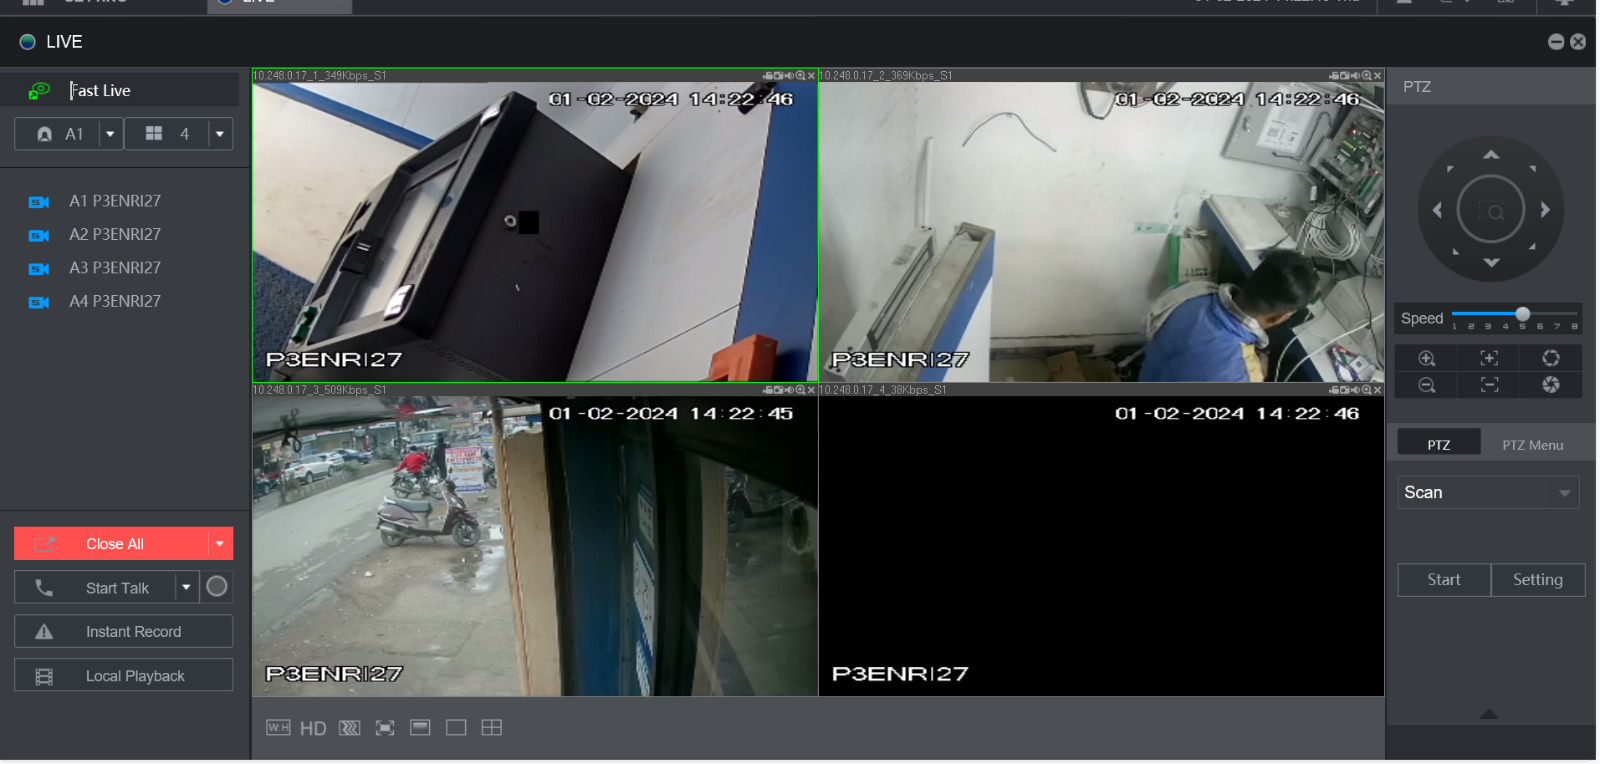 LIVE
Fast Live
A1
4
A1 P3ENRI27
A2 P3ENRI27
A3 P3ENRI27
A4 P3ENRI27
Close All
Start Talk
Instant Record
Local Playback
10.248.0.17_1_349Kbps_S1
01-02-2024 14:22:46
P3ENRI27
10.248.0.17_2_369Kbps_S1
01-02-2024 14:22:46
P3ENRI27
10.248.0.17_3_509Kbps_S1
01-02-2024 14:22:45
P3ENRI27
10.248.0.17_4_38Kbps_S1
01-02-2024 14:22:46
P3ENRI27
W:H
HD
PTZ
Speed
1 2 3 4 5 6 7 8
PTZ
PTZ Menu
Scan
Start
Setting